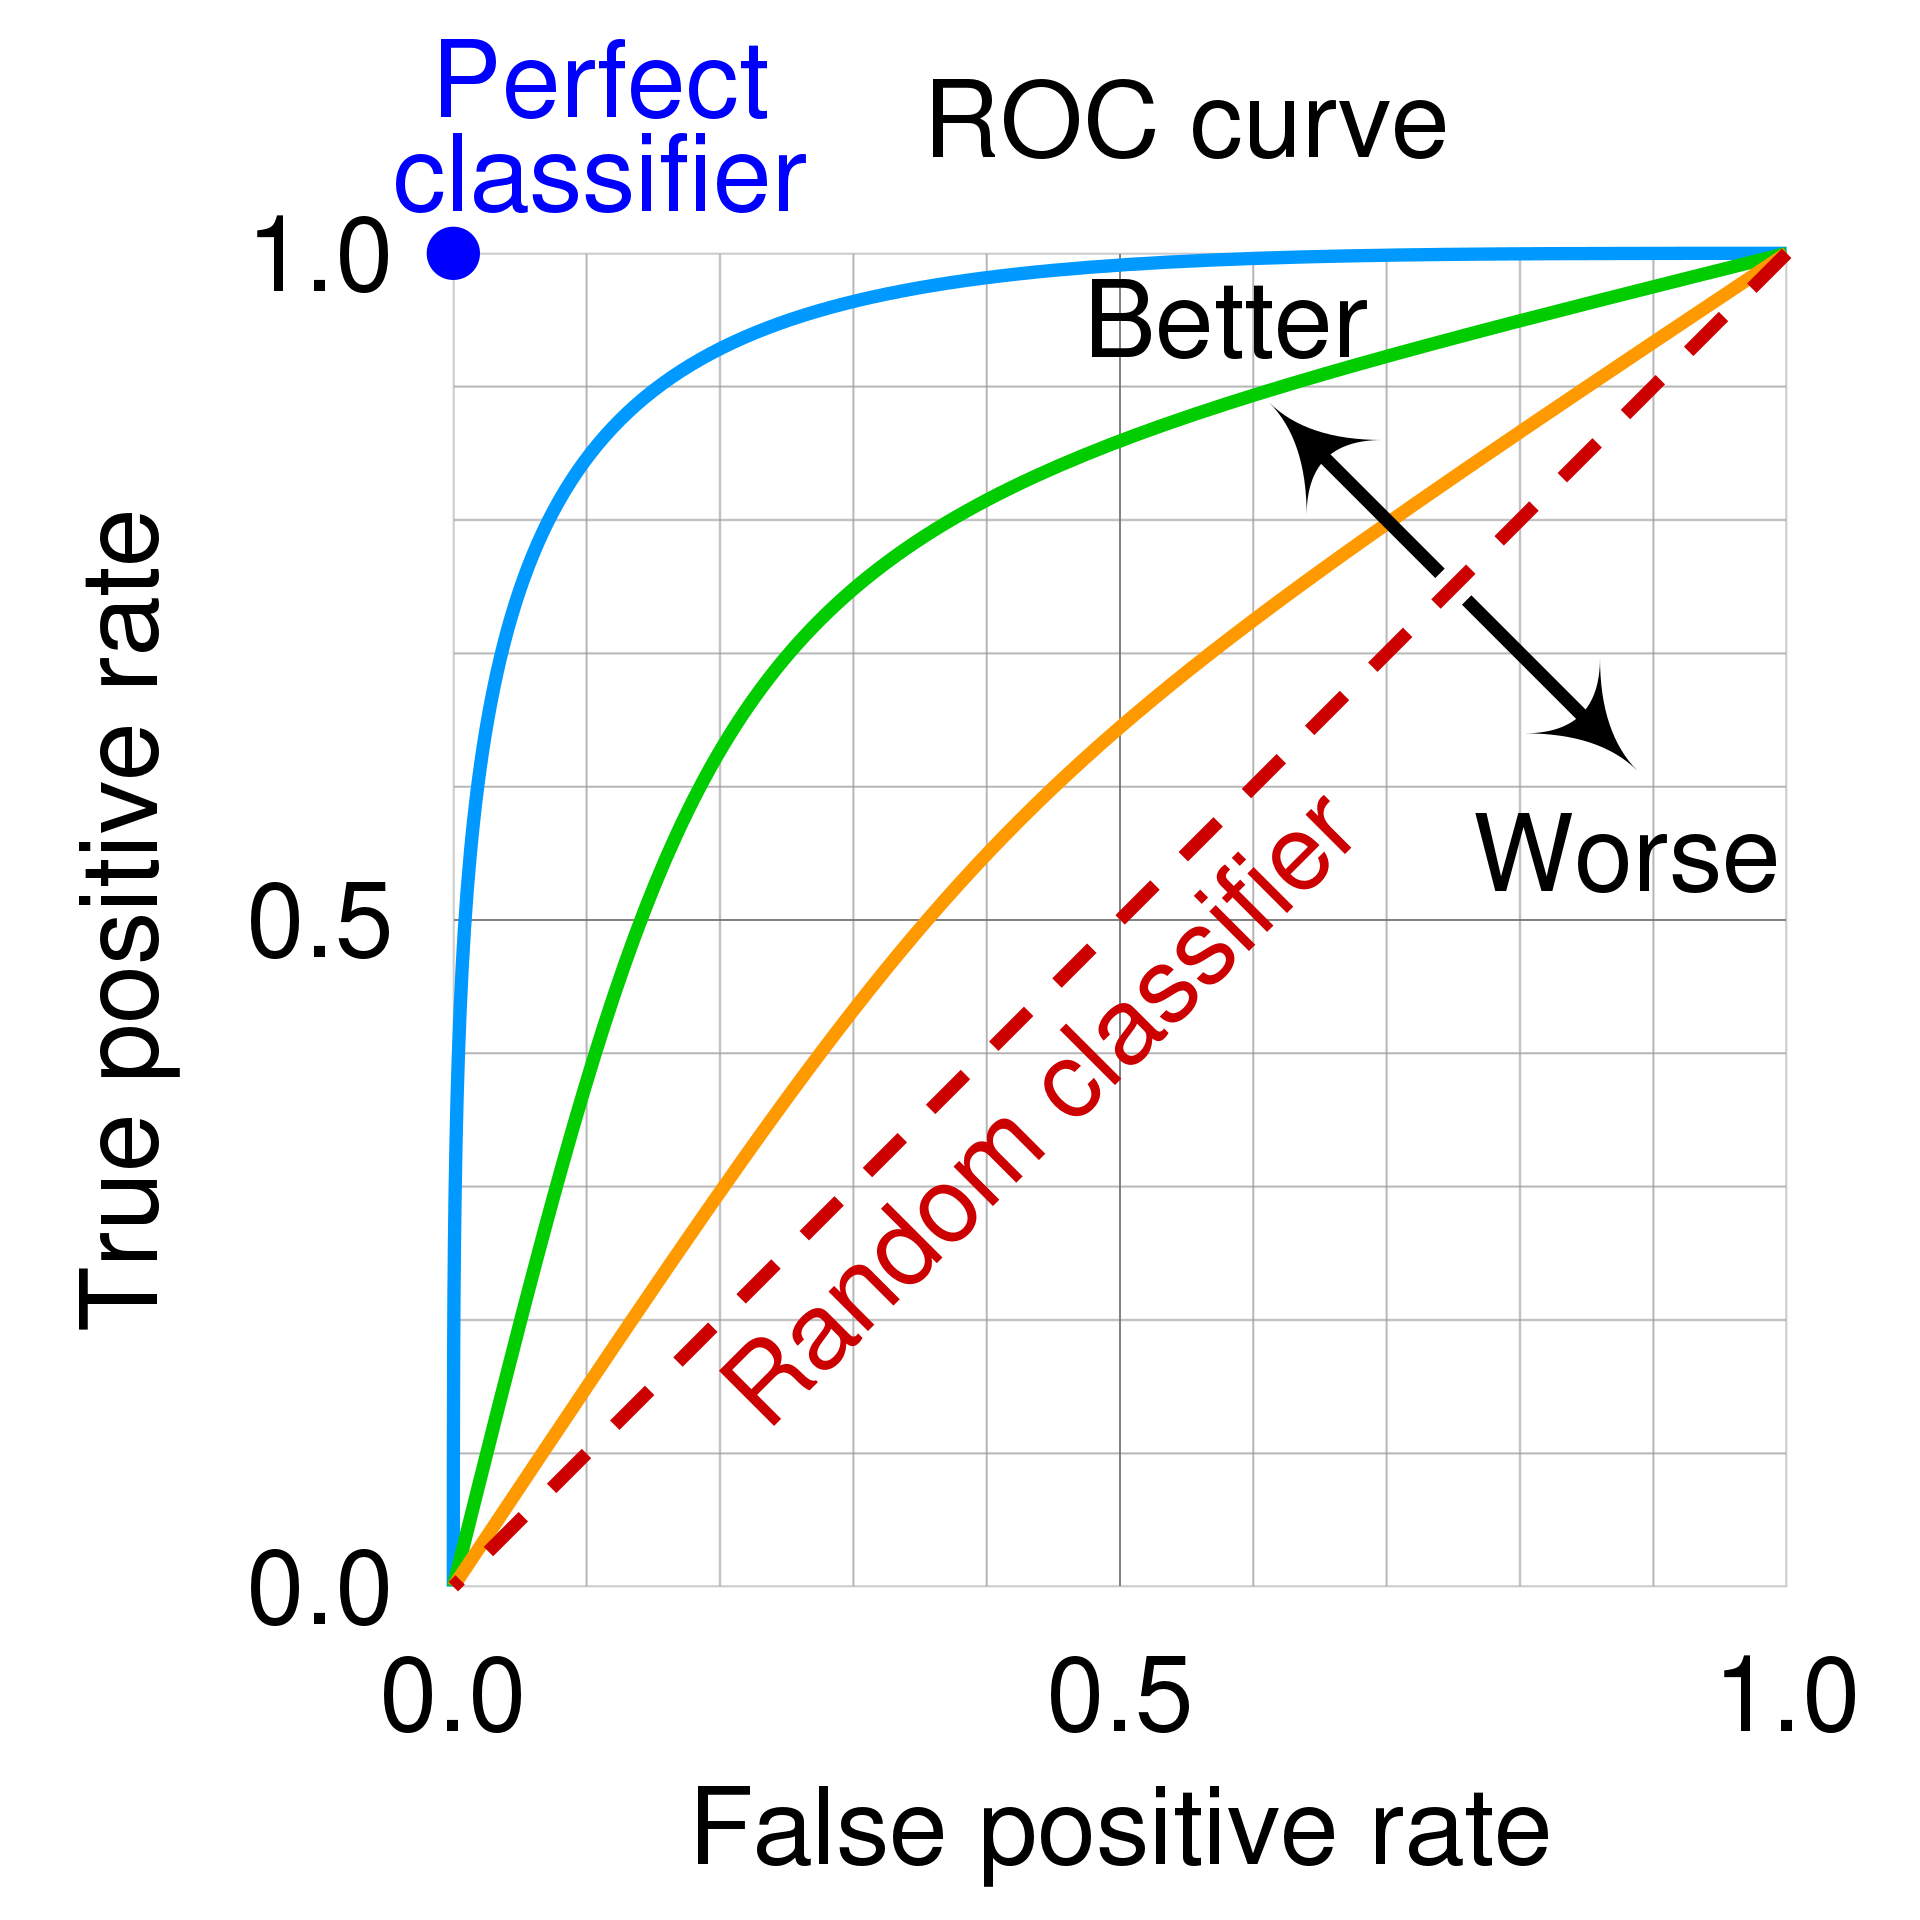 Perfect
classifier
ROC curve
1.0
Better
True positive rate
Worse
0.5
Random classifier
0.0
0.0
0.5
1.0
False positive rate